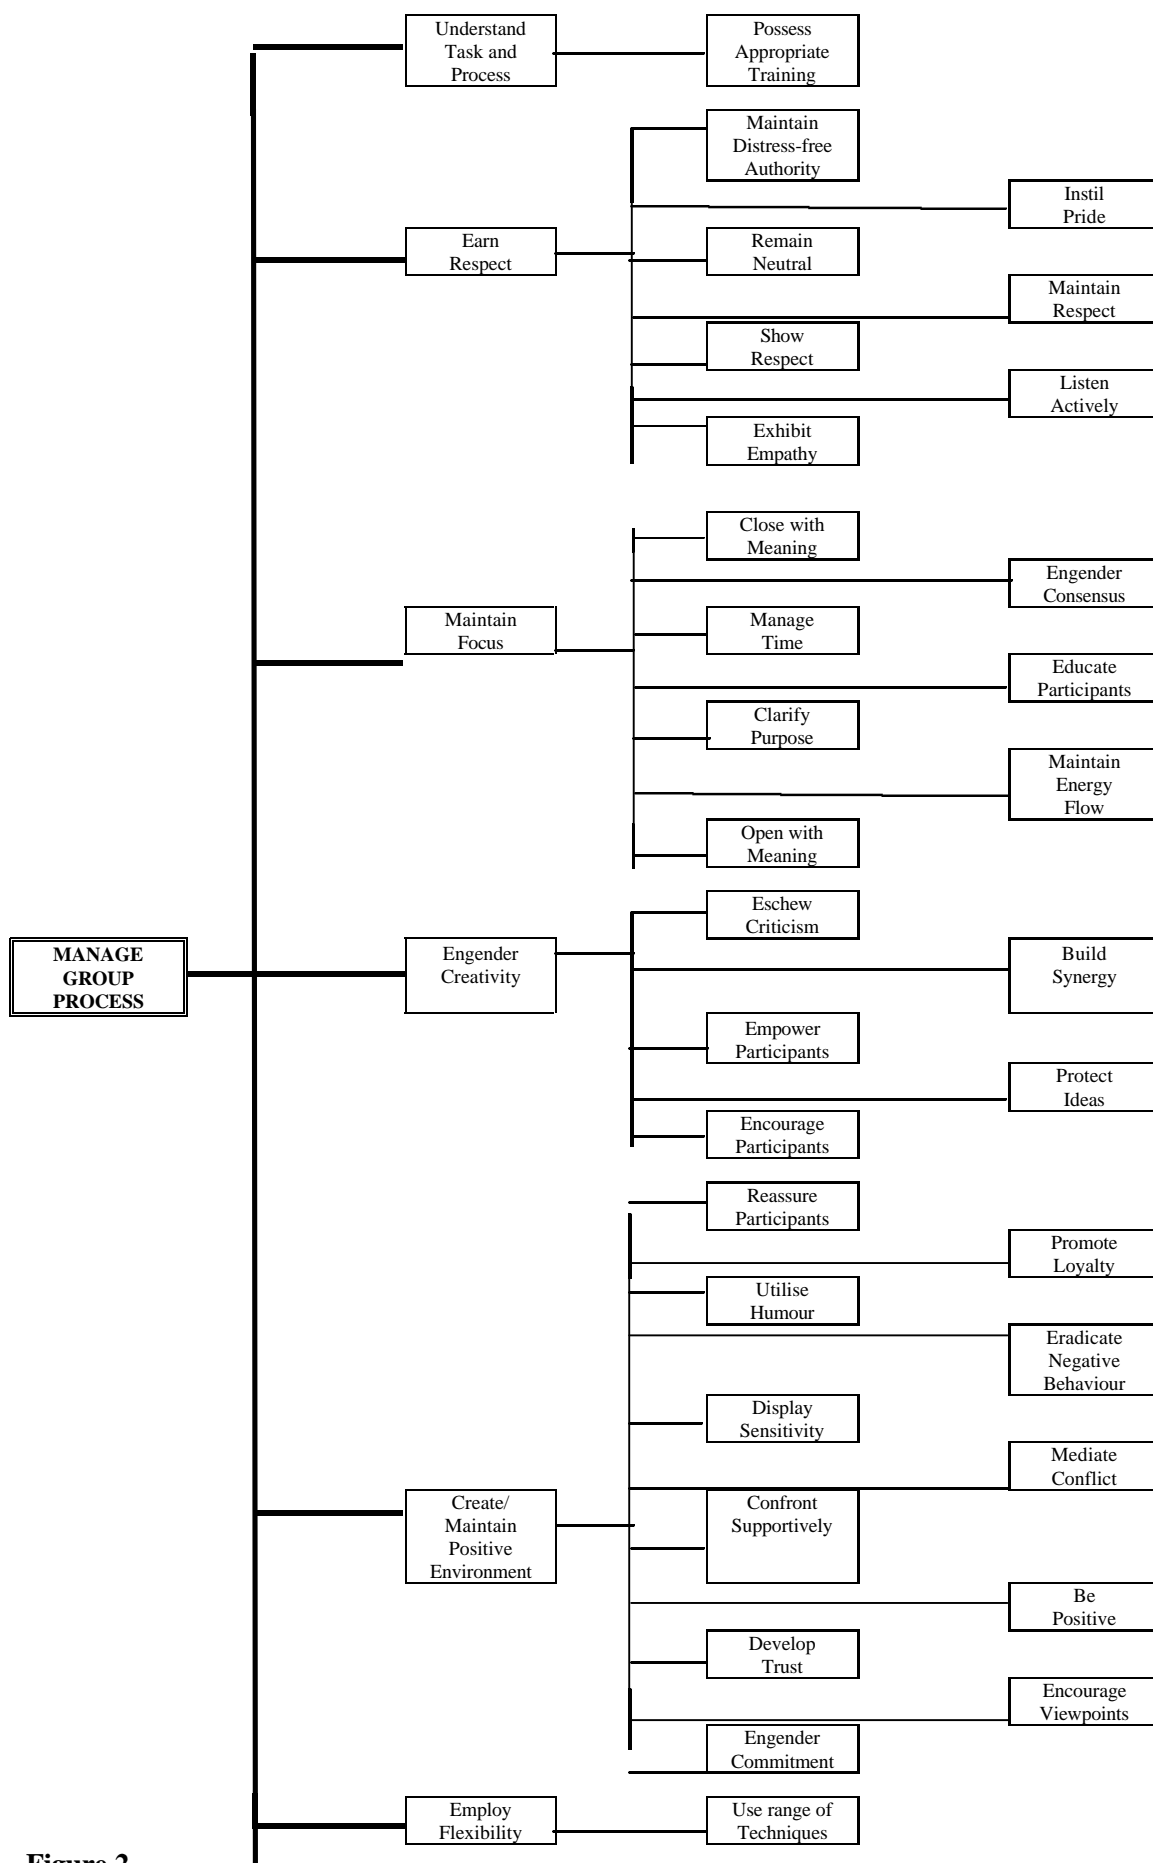 Understand
Task and
Process
Possess
Appropriate
Training
Maintain
Distress-free
Authority
Instil
Pride
Earn
Respect
Remain
Neutral
Maintain
Respect
Show
Respect
Listen
Actively
Exhibit
Empathy
Close with
Meaning
Engender
Consensus
Maintain
Focus
Manage
Time
Educate
Participants
Clarify
Purpose
Maintain
Energy
Flow
Open with
Meaning
Eschew
Criticism
MANAGE
GROUP
PROCESS
Engender
Creativity
Build
Synergy
Empower
Participants
Protect
Ideas
Encourage
Participants
Reassure
Participants
Promote
Loyalty
Utilise
Humour
Eradicate
Negative
Behaviour
Display
Sensitivity
Mediate
Conflict
Create/
Maintain
Positive
Environment
Confront
Supportively
Be
Positive
Develop
Trust
Encourage
Viewpoints
Engender
Commitment
Employ
Flexibility
Use range of
Techniques
Figure 2